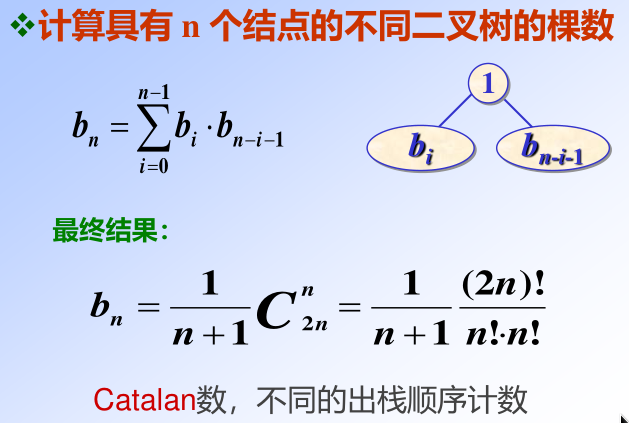 ❖计算具有 n 个结点的不同二叉树的棵数
b_n = \sum_{i=0}^{n-1} b_i · b_{n-i-1}
1
b_i b_{n-i-1}
最终结果：
b_n = \frac{1}{n+1} C_{2n}^{n} = \frac{1}{n+1} \frac{(2n)!}{n!·n!}
Catalan数，不同的出栈顺序计数